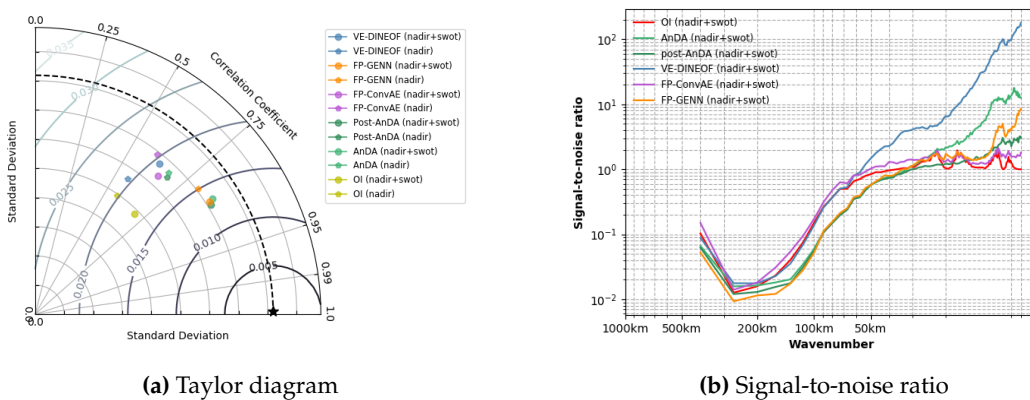 0.25
0.5
Correlation Coefficient
0.75
0.95
0.99
1.0
0.035
0.030
0.025
0.020
0.015
0.010
0.005
0.0
Standard Deviation
Standard Deviation
VE-DINEOF (nadir+swot)
VE-DINEOF (nadir)
FP-GENN (nadir+swot)
FP-GENN (nadir)
FP-ConvAE (nadir+swot)
FP-ConvAE (nadir)
Post-AnDA (nadir+swot)
Post-AnDA (nadir)
AnDA (nadir+swot)
AnDA (nadir)
OI (nadir+swot)
OI (nadir)
(a) Taylor diagram
OI (nadir+swot)
AnDA (nadir+swot)
post-AnDA (nadir+swot)
VE-DINEOF (nadir+swot)
FP-ConvAE (nadir+swot)
FP-GENN (nadir+swot)
Signal-to-noise ratio
10²
10¹
10⁰
10⁻¹
10⁻²
1000km 500km 200km 100km 50km
Wavenumber
(b) Signal-to-noise ratio